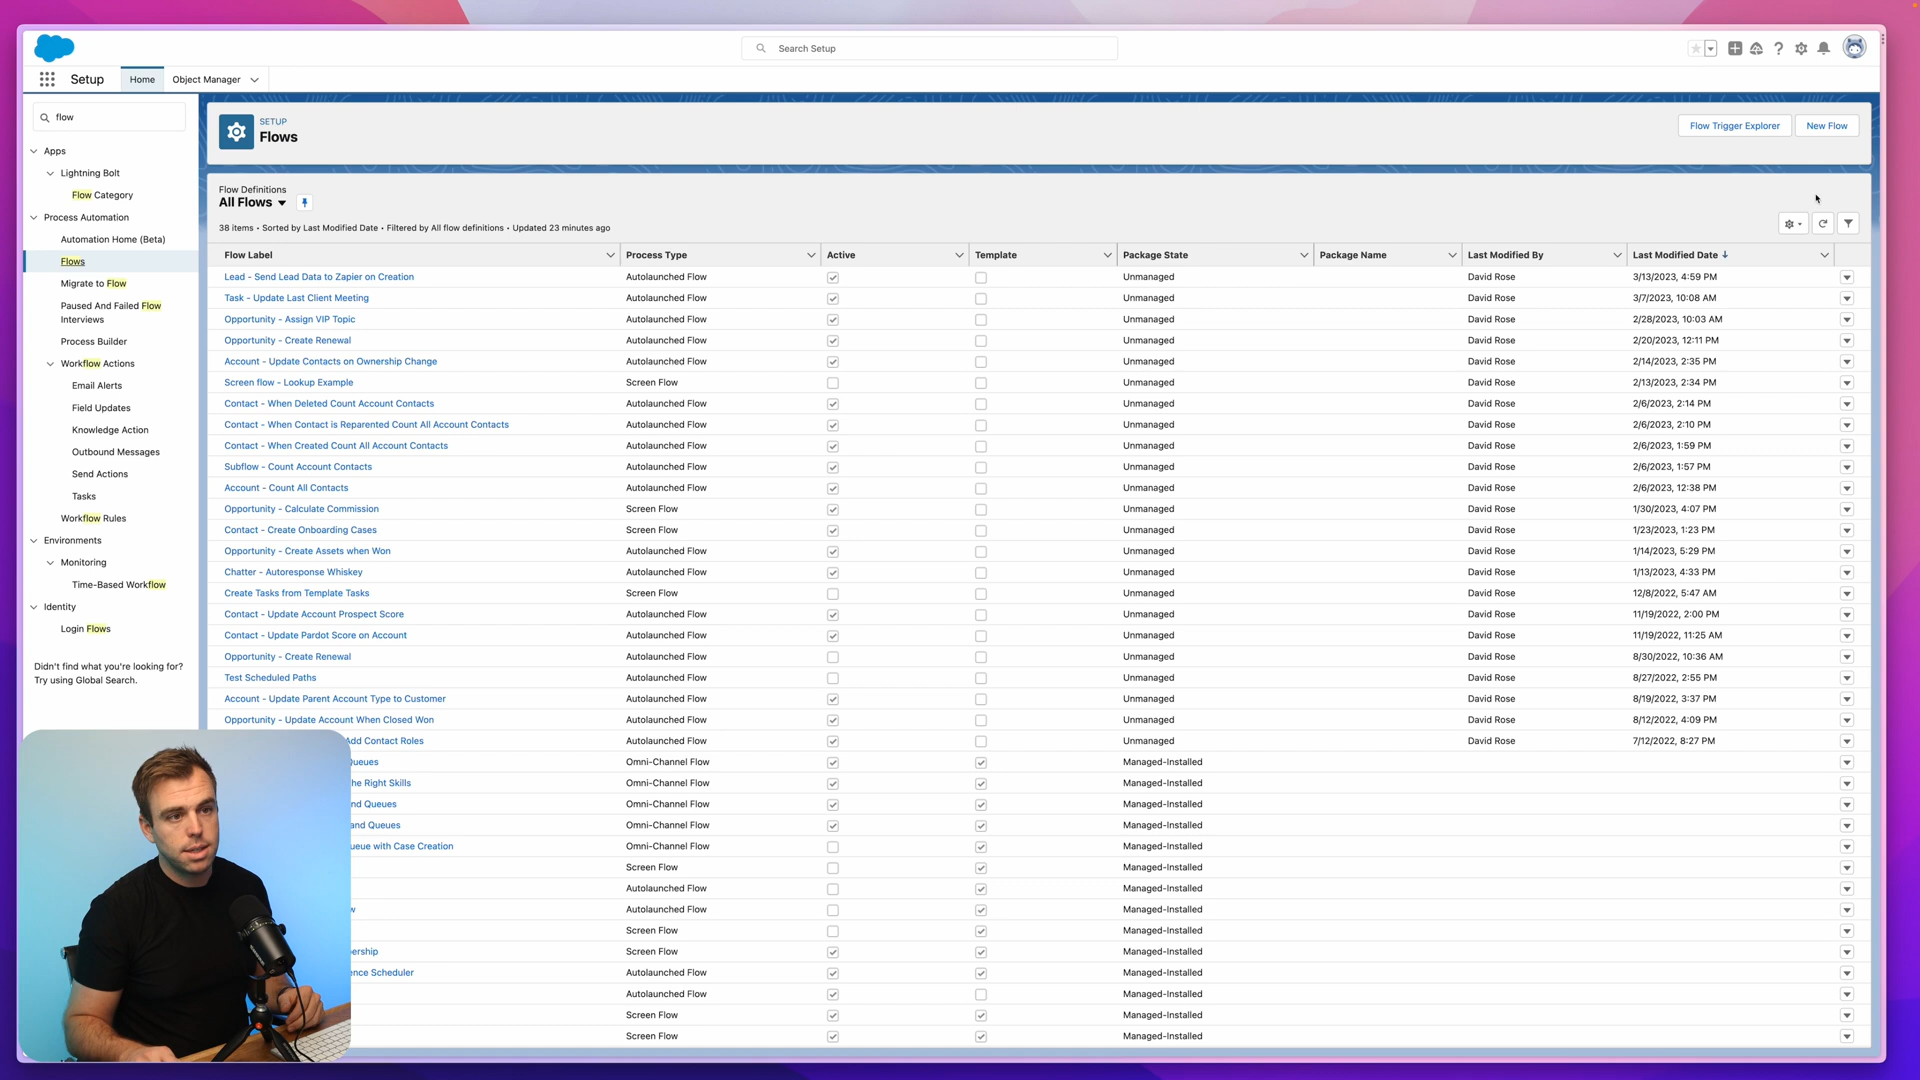 Search Setup
Setup
Home
Object Manager
flow
Apps
Lightning Bolt
Flow Category
Process Automation
Automation Home (Beta)
Flows
Migrate to Flow
Paused And Failed Flow
Interviews
Process Builder
Workflow Actions
Email Alerts
Field Updates
Knowledge Action
Outbound Messages
Send Actions
Tasks
Workflow Rules
Environments
Monitoring
Time-Based Workflow
Identity
Login Flows
Didn't find what you're looking for?
Try using Global Search.
SETUP
Flows
Flow Trigger Explorer
New Flow
Flow Definitions
All Flows
38 items • Sorted by Last Modified Date • Filtered by All flow definitions • Updated 23 minutes ago
Flow Label Process Type Active Template Package State Package Name Last Modified By Last Modified Date
Lead - Send Lead Data to Zapier on Creation Autolaunched Flow Unmanaged David Rose 3/13/2023, 4:59 PM
Task - Update Last Client Meeting Autolaunched Flow Unmanaged David Rose 3/7/2023, 10:08 AM
Opportunity - Assign VIP Topic Autolaunched Flow Unmanaged David Rose 2/28/2023, 10:03 AM
Opportunity - Create Renewal Autolaunched Flow Unmanaged David Rose 2/20/2023, 12:11 PM
Account - Update Contacts on Ownership Change Autolaunched Flow Unmanaged David Rose 2/14/2023, 2:35 PM
Screen flow - Lookup Example Screen Flow Unmanaged David Rose 2/13/2023, 2:34 PM
Contact - When Deleted Count Account Contacts Autolaunched Flow Unmanaged David Rose 2/6/2023, 2:14 PM
Contact - When Contact is Reparented Count All Account Contacts Autolaunched Flow Unmanaged David Rose 2/6/2023, 2:10 PM
Contact - When Created Count All Account Contacts Autolaunched Flow Unmanaged David Rose 2/6/2023, 1:59 PM
Subflow - Count Account Contacts Autolaunched Flow Unmanaged David Rose 2/6/2023, 1:57 PM
Account - Count All Contacts Autolaunched Flow Unmanaged David Rose 2/6/2023, 12:38 PM
Opportunity - Calculate Commission Screen Flow Unmanaged David Rose 1/30/2023, 4:07 PM
Contact - Create Onboarding Cases Screen Flow Unmanaged David Rose 1/23/2023, 1:23 PM
Opportunity - Create Assets when Won Autolaunched Flow Unmanaged David Rose 1/14/2023, 5:29 PM
Chatter - Autoresponse Whiskey Autolaunched Flow Unmanaged David Rose 1/13/2023, 4:33 PM
Create Tasks from Template Tasks Screen Flow Unmanaged David Rose 12/8/2022, 5:47 AM
Contact - Update Account Prospect Score Autolaunched Flow Unmanaged David Rose 11/19/2022, 2:00 PM
Contact - Update Pardot Score on Account Autolaunched Flow Unmanaged David Rose 11/19/2022, 11:25 AM
Opportunity - Create Renewal Autolaunched Flow Unmanaged David Rose 8/30/2022, 10:36 AM
Test Scheduled Paths Autolaunched Flow Unmanaged David Rose 8/27/2022, 2:55 PM
Account - Update Parent Account Type to Customer Autolaunched Flow Unmanaged David Rose 8/19/2022, 3:37 PM
Opportunity - Update Account When Closed Won Autolaunched Flow Unmanaged David Rose 8/12/2022, 4:09 PM
Add Contact Roles Autolaunched Flow Unmanaged David Rose 7/12/2022, 8:27 PM
Queues Omni-Channel Flow Managed-Installed
he Right Skills Omni-Channel Flow Managed-Installed
nd Queues Omni-Channel Flow Managed-Installed
and Queues Omni-Channel Flow Managed-Installed
ueue with Case Creation Omni-Channel Flow Managed-Installed
Screen Flow Managed-Installed
Autolaunched Flow Managed-Installed
w Autolaunched Flow Managed-Installed
Screen Flow Managed-Installed
ership Screen Flow Managed-Installed
ence Scheduler Autolaunched Flow Managed-Installed
Autolaunched Flow Managed-Installed
Screen Flow Managed-Installed
Screen Flow Managed-Installed